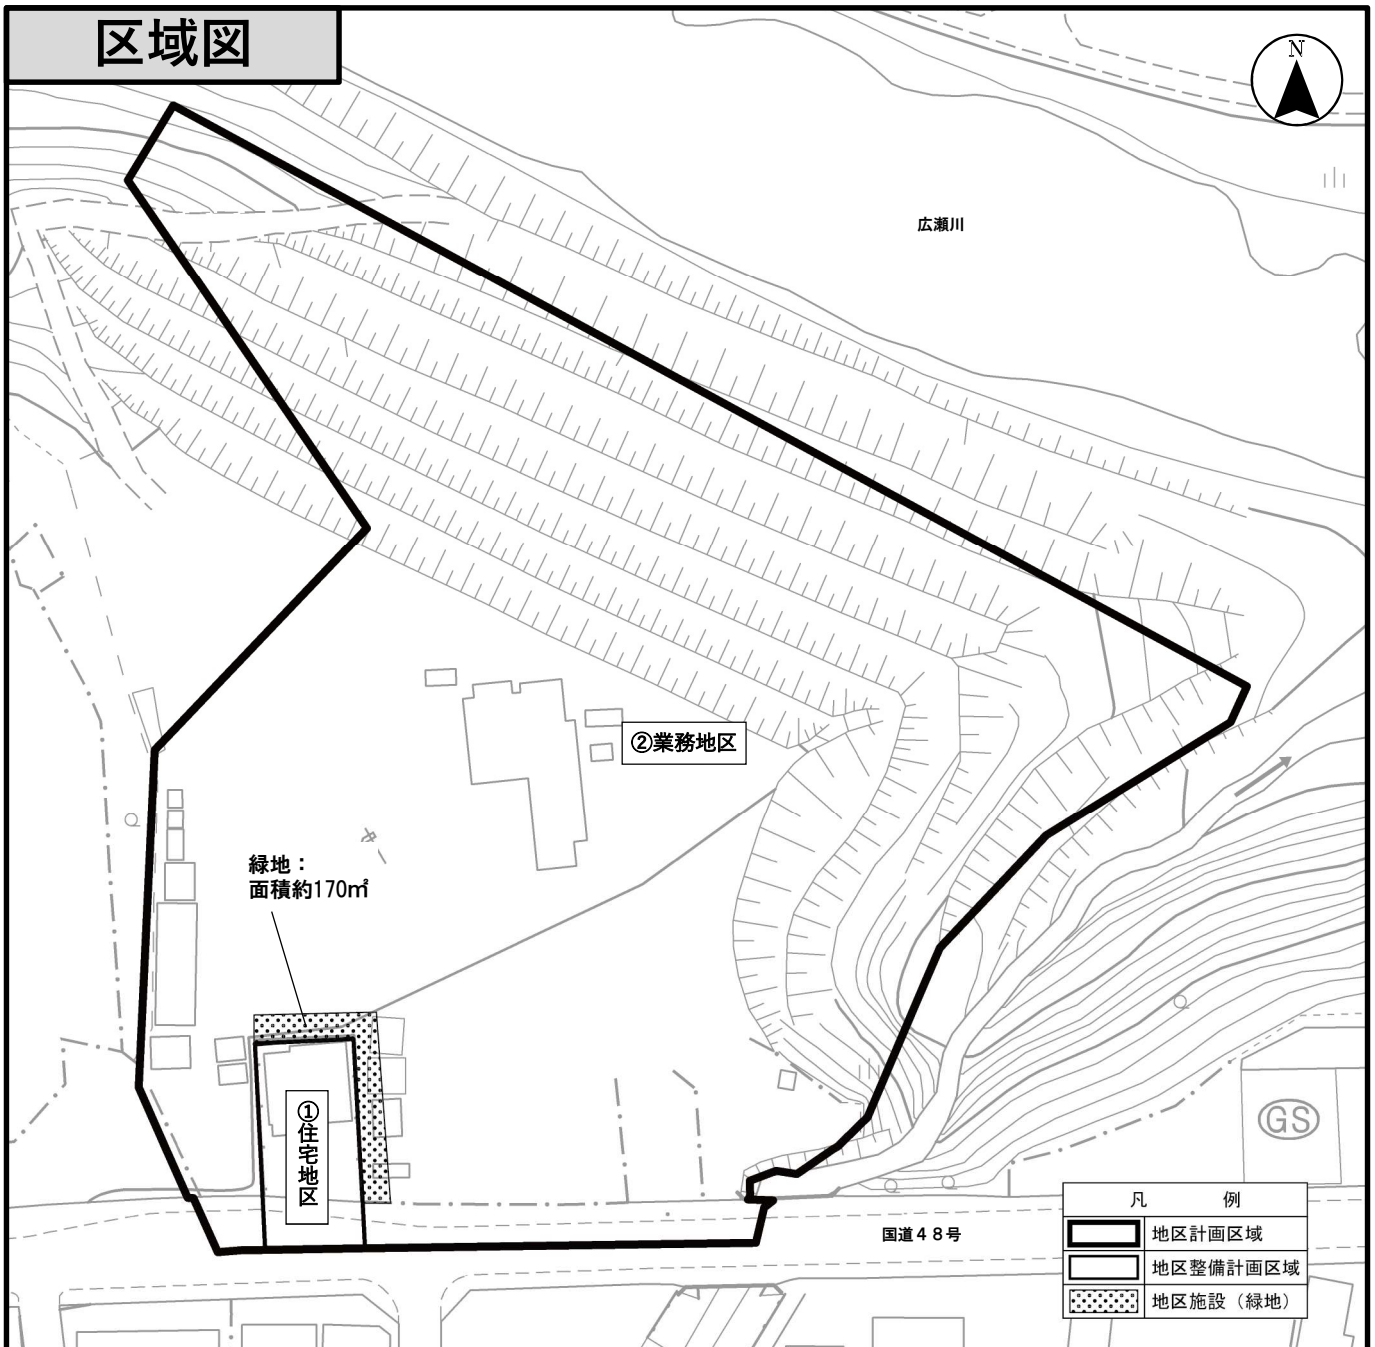 区域図
N
広瀬川
②業務地区
緑地：
面積約170㎡
①住宅地区
GS
国道４８号
凡　例
地区計画区域
地区整備計画区域
地区施設（緑地）